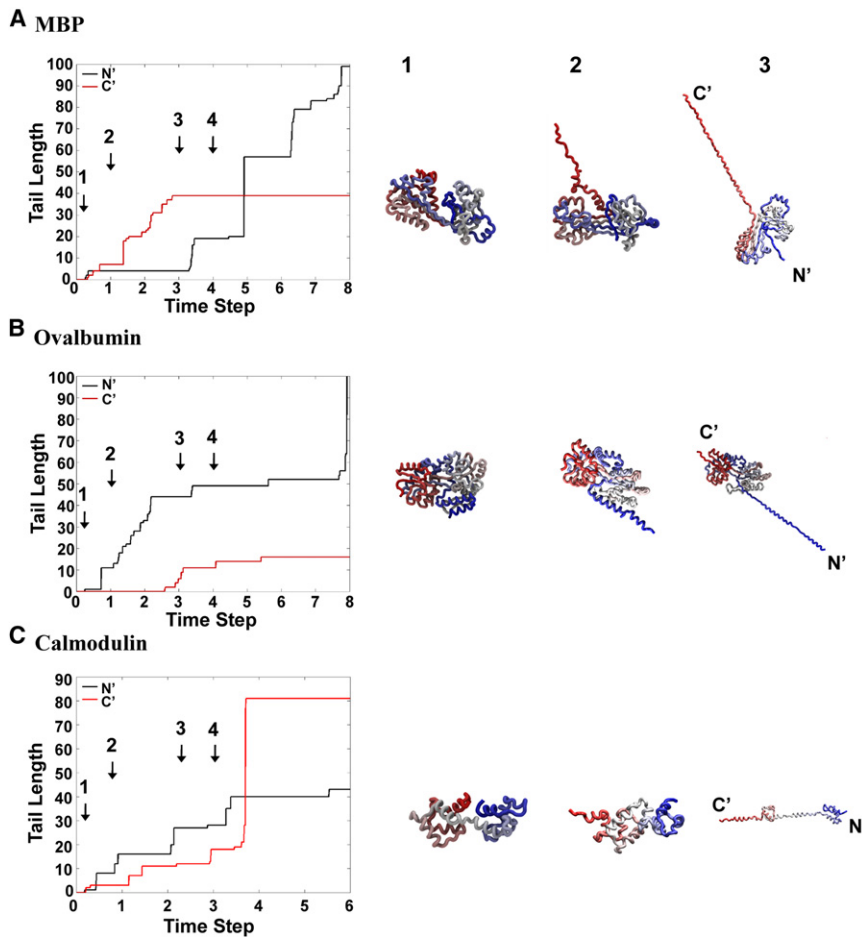 A MBP
Tail Length
100
90
80
70
60
50
40
30
20
10
0
N'
C'
1
2
3
4
0 1 2 3 4 5 6 7 8
Time Step
1 2 3
C'
N'
B Ovalbumin
Tail Length
100
90
80
70
60
50
40
30
20
10
0
N'
C'
1
2
3
4
0 1 2 3 4 5 6 7 8
Time Step
C'
N'
C Calmodulin
Tail Length
90
80
70
60
50
40
30
20
10
0
N'
C'
1
2
3
4
0 1 2 3 4 5 6
Time Step
C'
N